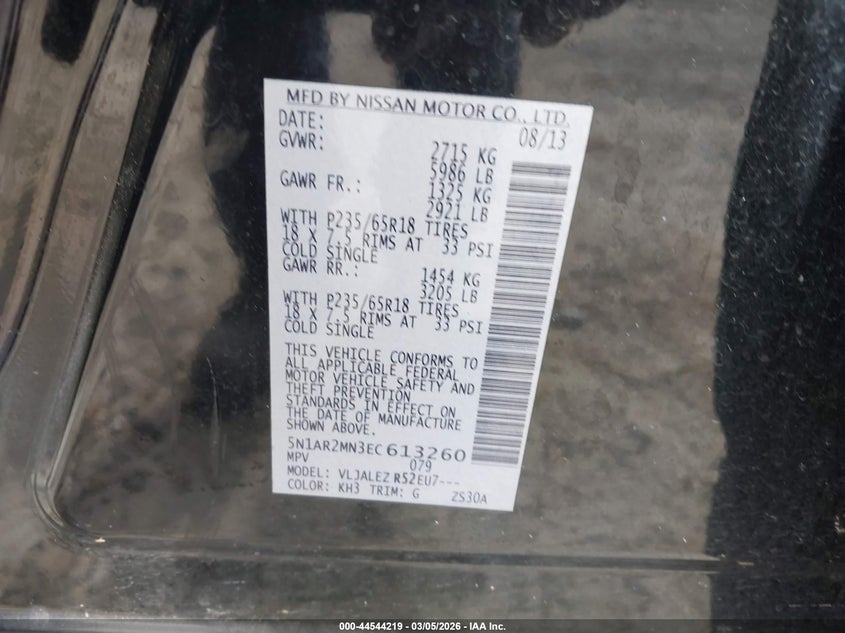 MFD BY NISSAN MOTOR CO., LTD.
DATE: 08/13
GVWR: 2715 KG
5986 LB
GAWR FR.: 1325 KG
2921 LB
WITH P235/65R18 TIRES
18 X 7.5 RIMS AT 33 PSI
COLD SINGLE
GAWR RR.: 1454 KG
3205 LB
WITH P235/65R18 TIRES
18 X 7.5 RIMS AT 33 PSI
COLD SINGLE
THIS VEHICLE CONFORMS TO
ALL APPLICABLE FEDERAL
MOTOR VEHICLE SAFETY AND
THEFT PREVENTION
STANDARDS IN EFFECT ON
THE DATE OF MANUFACTURE
SHOWN ABOVE.
5N1AR2MN3EC613260
MPV 079
MODEL: VLJALEZ R52EU7---
COLOR: KH3 TRIM: G ZS30A
000-44544219 - 03/05/2026 - IAA Inc.